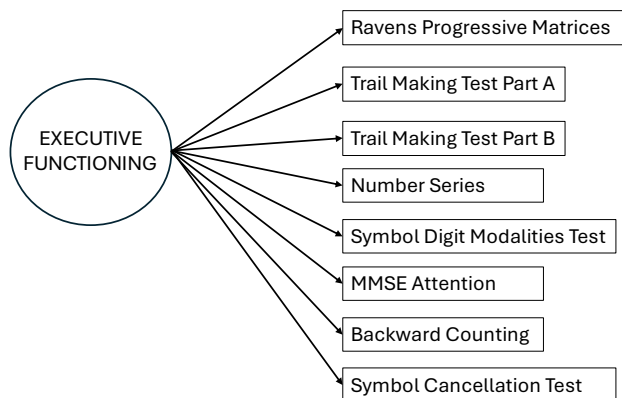 EXECUTIVE
FUNCTIONING
Ravens Progressive Matrices
Trail Making Test Part A
Trail Making Test Part B
Number Series
Symbol Digit Modalities Test
MMSE Attention
Backward Counting
Symbol Cancellation Test